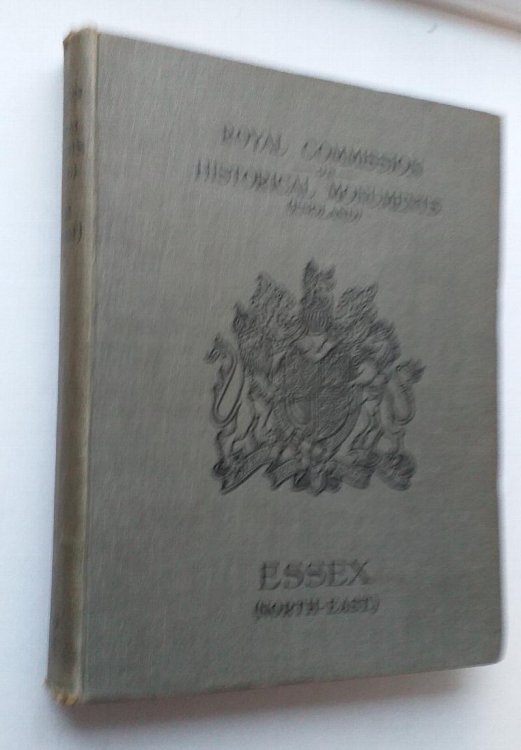 ROYAL COMMISSION
ON
HISTORICAL MONUMENTS
(ENGLAND)
ESSEX
(NORTH-EAST)